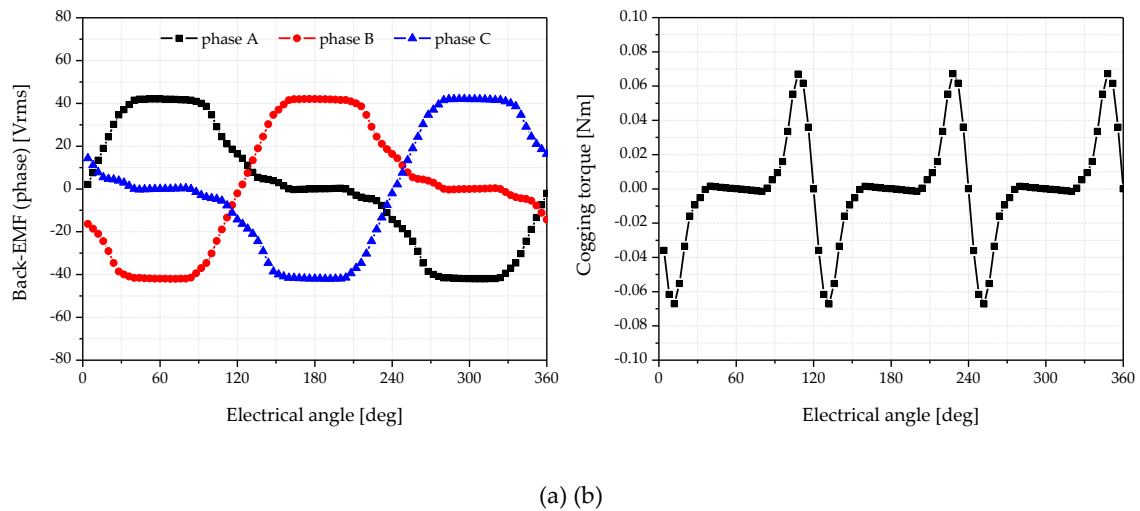 phase A phase B phase C
80
60
40
20
0
-20
-40
-60
-80
Back-EMF (phase) [Vrms]
0 60 120 180 240 300 360
Electrical angle [deg]
0.10
0.08
0.06
0.04
0.02
0.00
-0.02
-0.04
-0.06
-0.08
-0.10
Cogging torque [Nm]
0 60 120 180 240 300 360
Electrical angle [deg]
(a) (b)